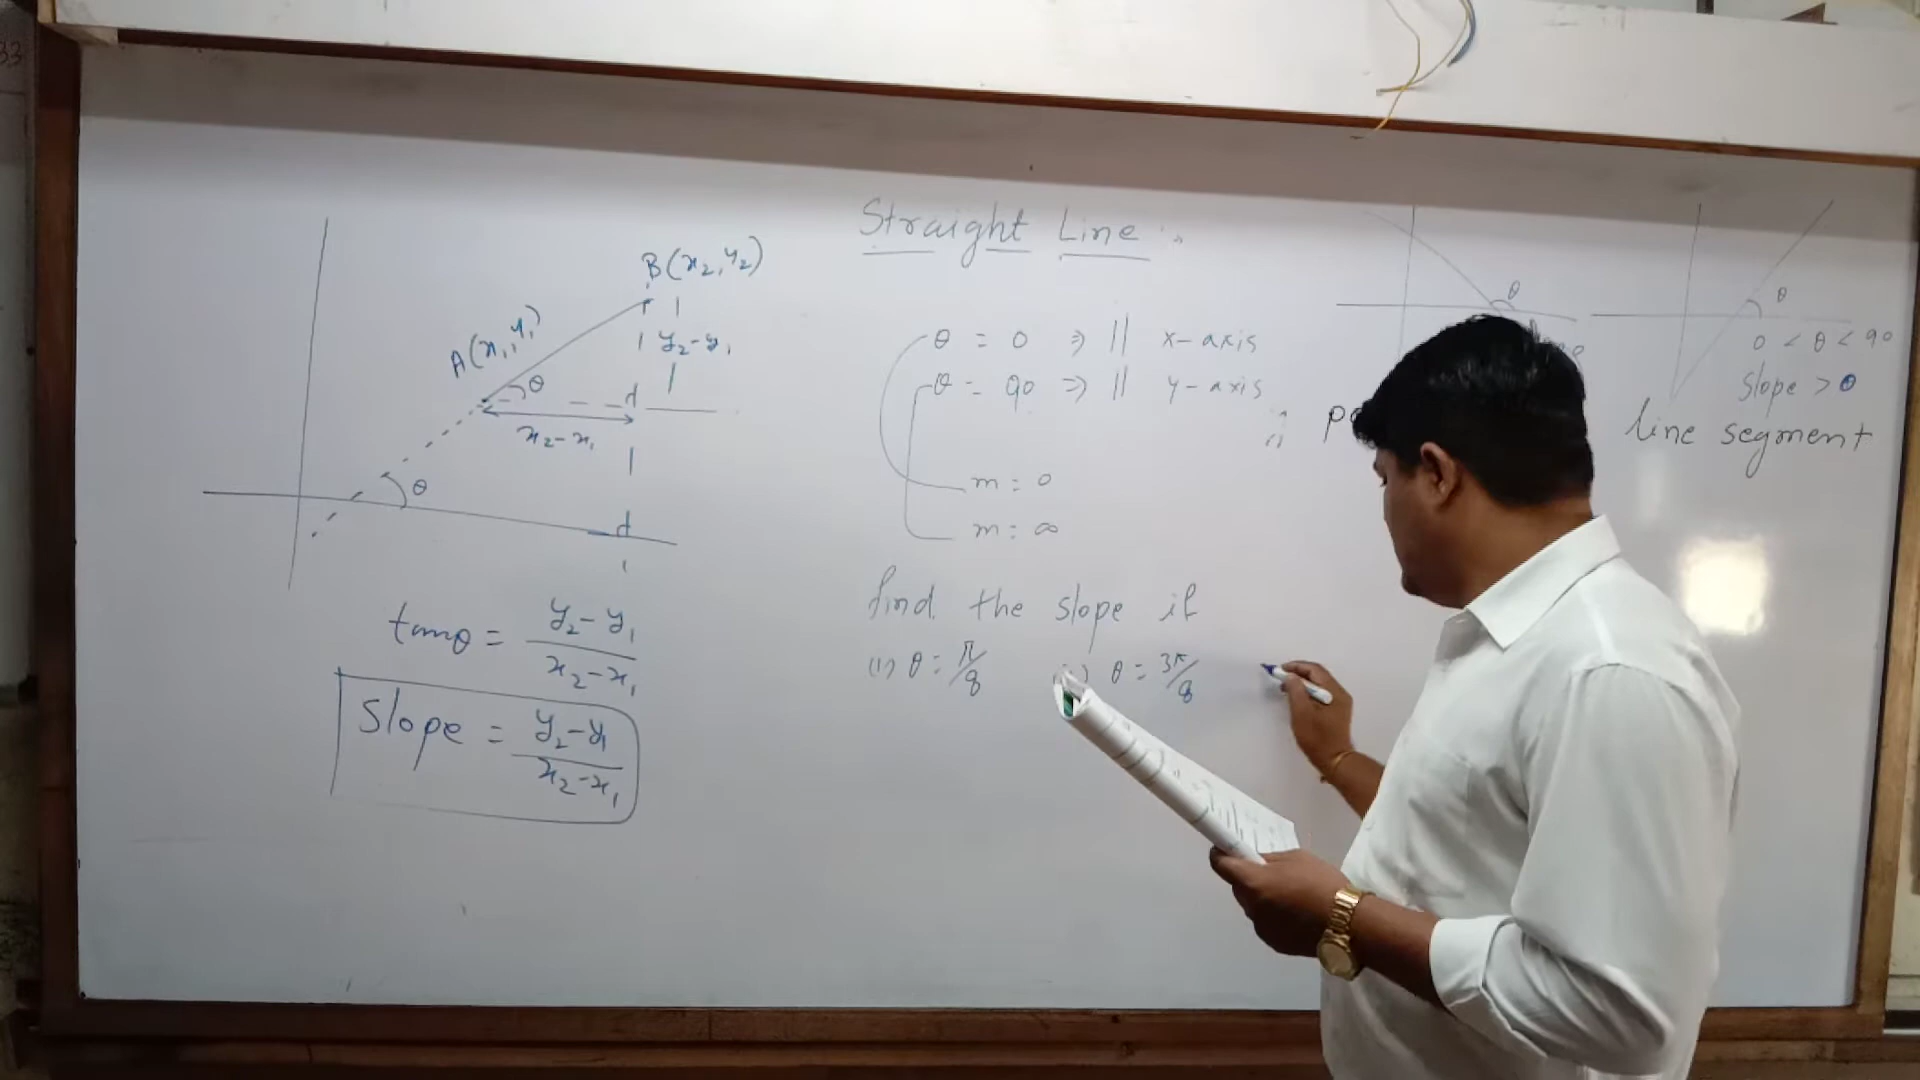 33
Straight Line :-
B(x₂, y₂)
A(x₁, y₁)
y₂-y₁
θ
x₂-x₁
θ
tanθ = y₂-y₁ / x₂-x₁
Slope = y₂-y₁ / x₂-x₁
θ = 0 ⇒ || x-axis
θ = 90 ⇒ || y-axis
m = 0
m = ∞
find the slope if
(i) θ = π/8
θ = 3π/8
θ
θ
0 < θ < 90
Slope > 0
line segment